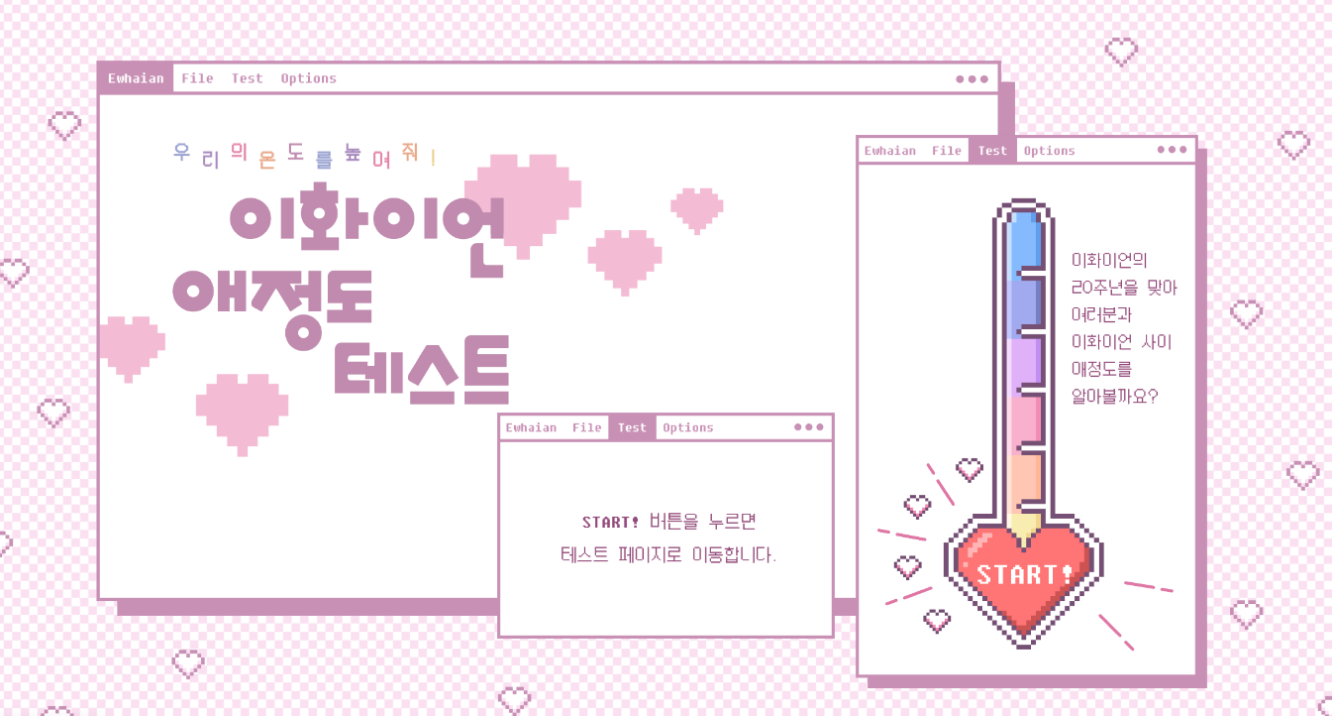 Ewhaian File Test Options
우리의온도를높여줘!
이화이언
애정도
테스트
Ewhaian File Test Options
START! 버튼을 누르면
테스트 페이지로 이동합니다.
Ewhaian File Test Options
이화이언의
20주년을 맞아
여러분과
이화이언 사이
애정도를
알아볼까요?
START!